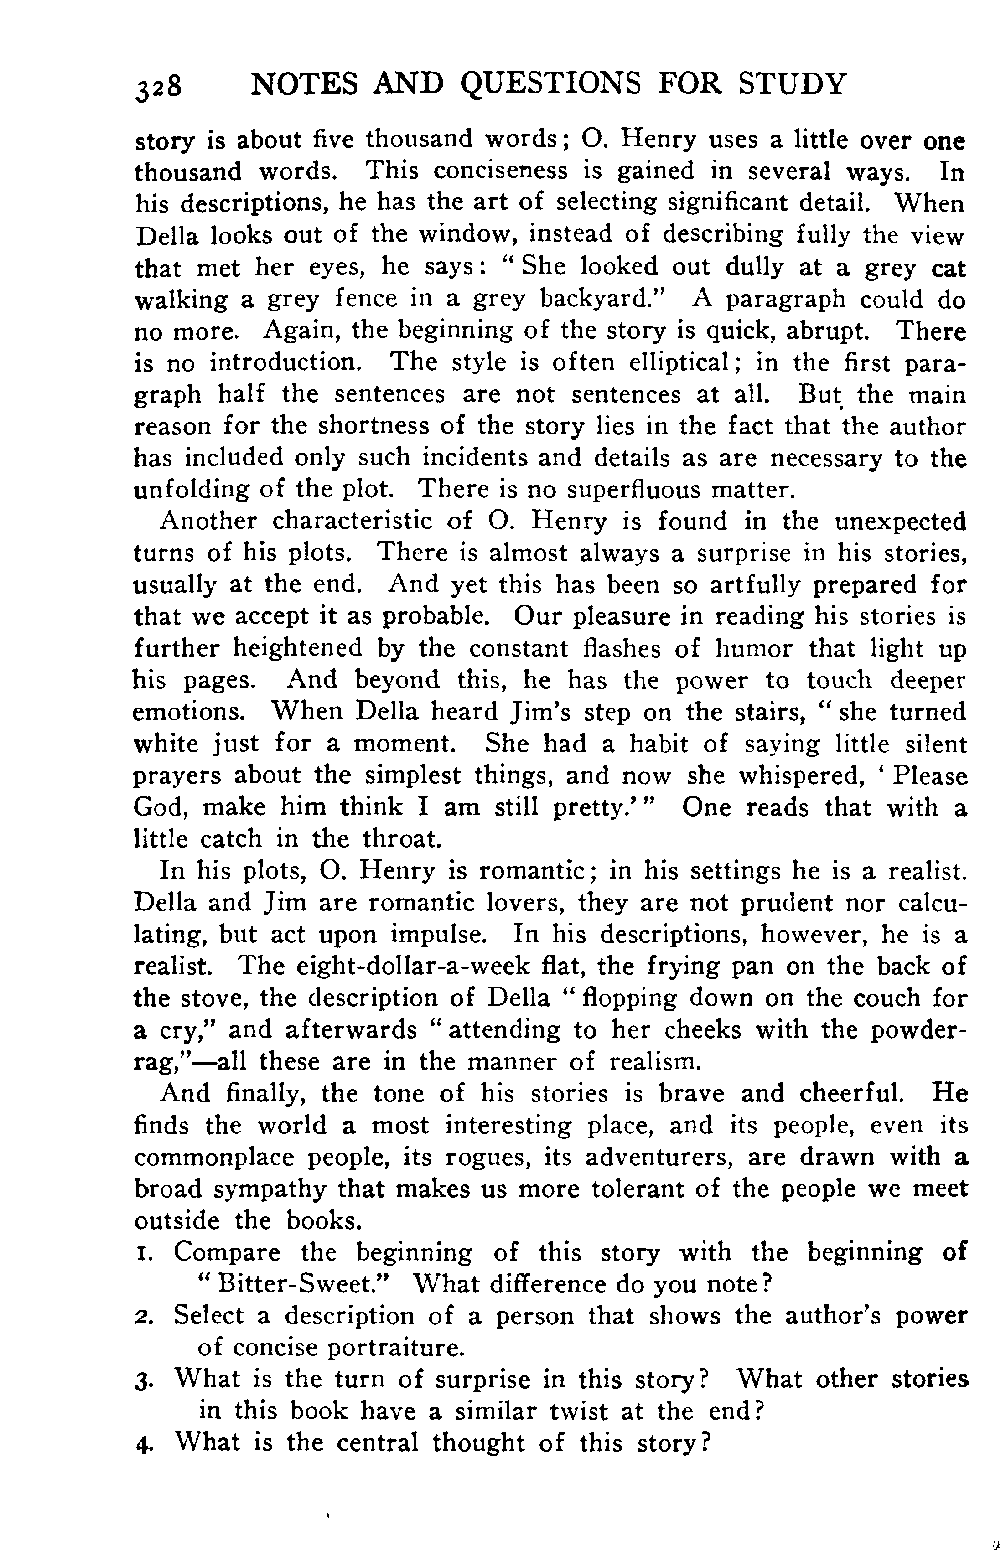 328 NOTES AND QUESTIONS FOR STUDY
story is about five thousand words; O. Henry uses a little over one
thousand words. This conciseness is gained in several ways. In
his descriptions, he has the art of selecting significant detail. When
Della looks out of the window, instead of describing fully the view
that met her eyes, he says: “ She looked out dully at a grey cat
walking a grey fence in a grey backyard.” A paragraph could do
no more. Again, the beginning of the story is quick, abrupt. There
is no introduction. The style is often elliptical; in the first para-
graph half the sentences are not sentences at all. But the main
reason for the shortness of the story lies in the fact that the author
has included only such incidents and details as are necessary to the
unfolding of the plot. There is no superfluous matter.
Another characteristic of O. Henry is found in the unexpected
turns of his plots. There is almost always a surprise in his stories,
usually at the end. And yet this has been so artfully prepared for
that we accept it as probable. Our pleasure in reading his stories is
further heightened by the constant flashes of humor that light up
his pages. And beyond this, he has the power to touch deeper
emotions. When Della heard Jim’s step on the stairs, “ she turned
white just for a moment. She had a habit of saying little silent
prayers about the simplest things, and now she whispered, ‘ Please
God, make him think I am still pretty.’ ” One reads that with a
little catch in the throat.
In his plots, O. Henry is romantic; in his settings he is a realist.
Della and Jim are romantic lovers, they are not prudent nor calcu-
lating, but act upon impulse. In his descriptions, however, he is a
realist. The eight-dollar-a-week flat, the frying pan on the back of
the stove, the description of Della “ flopping down on the couch for
a cry,” and afterwards “ attending to her cheeks with the powder-
rag,”—all these are in the manner of realism.
And finally, the tone of his stories is brave and cheerful. He
finds the world a most interesting place, and its people, even its
commonplace people, its rogues, its adventurers, are drawn with a
broad sympathy that makes us more tolerant of the people we meet
outside the books.
1. Compare the beginning of this story with the beginning of
“ Bitter-Sweet.” What difference do you note?
2. Select a description of a person that shows the author’s power
of concise portraiture.
3. What is the turn of surprise in this story? What other stories
in this book have a similar twist at the end?
4. What is the central thought of this story?